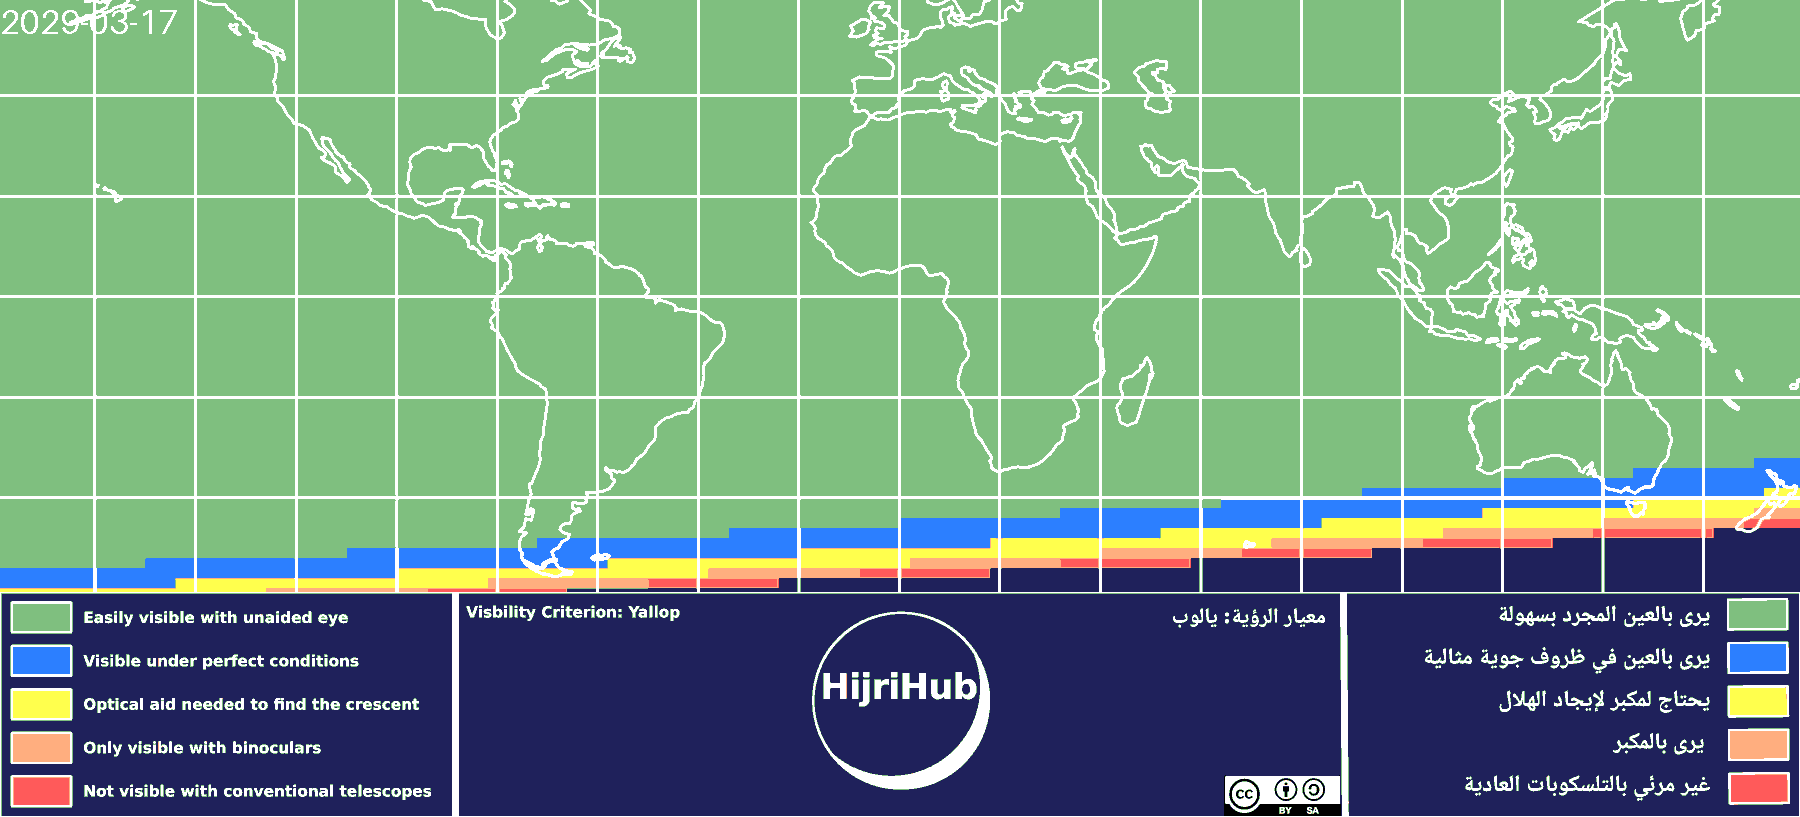 2029-03-17
Easily visible with unaided eye
Visible under perfect conditions
Optical aid needed to find the crescent
Only visible with binoculars
Not visible with conventional telescopes
Visbility Criterion: Yallop
معيار الرؤية: يالوب
HijriHub
cc
BY SA
يرى بالعين المجرد بسهولة
يرى بالعين في ظروف جوية مثالية
يحتاج لمكبر لإيجاد الهلال
يرى بالمكبر
غير مرئي بالتلسكوبات العادية